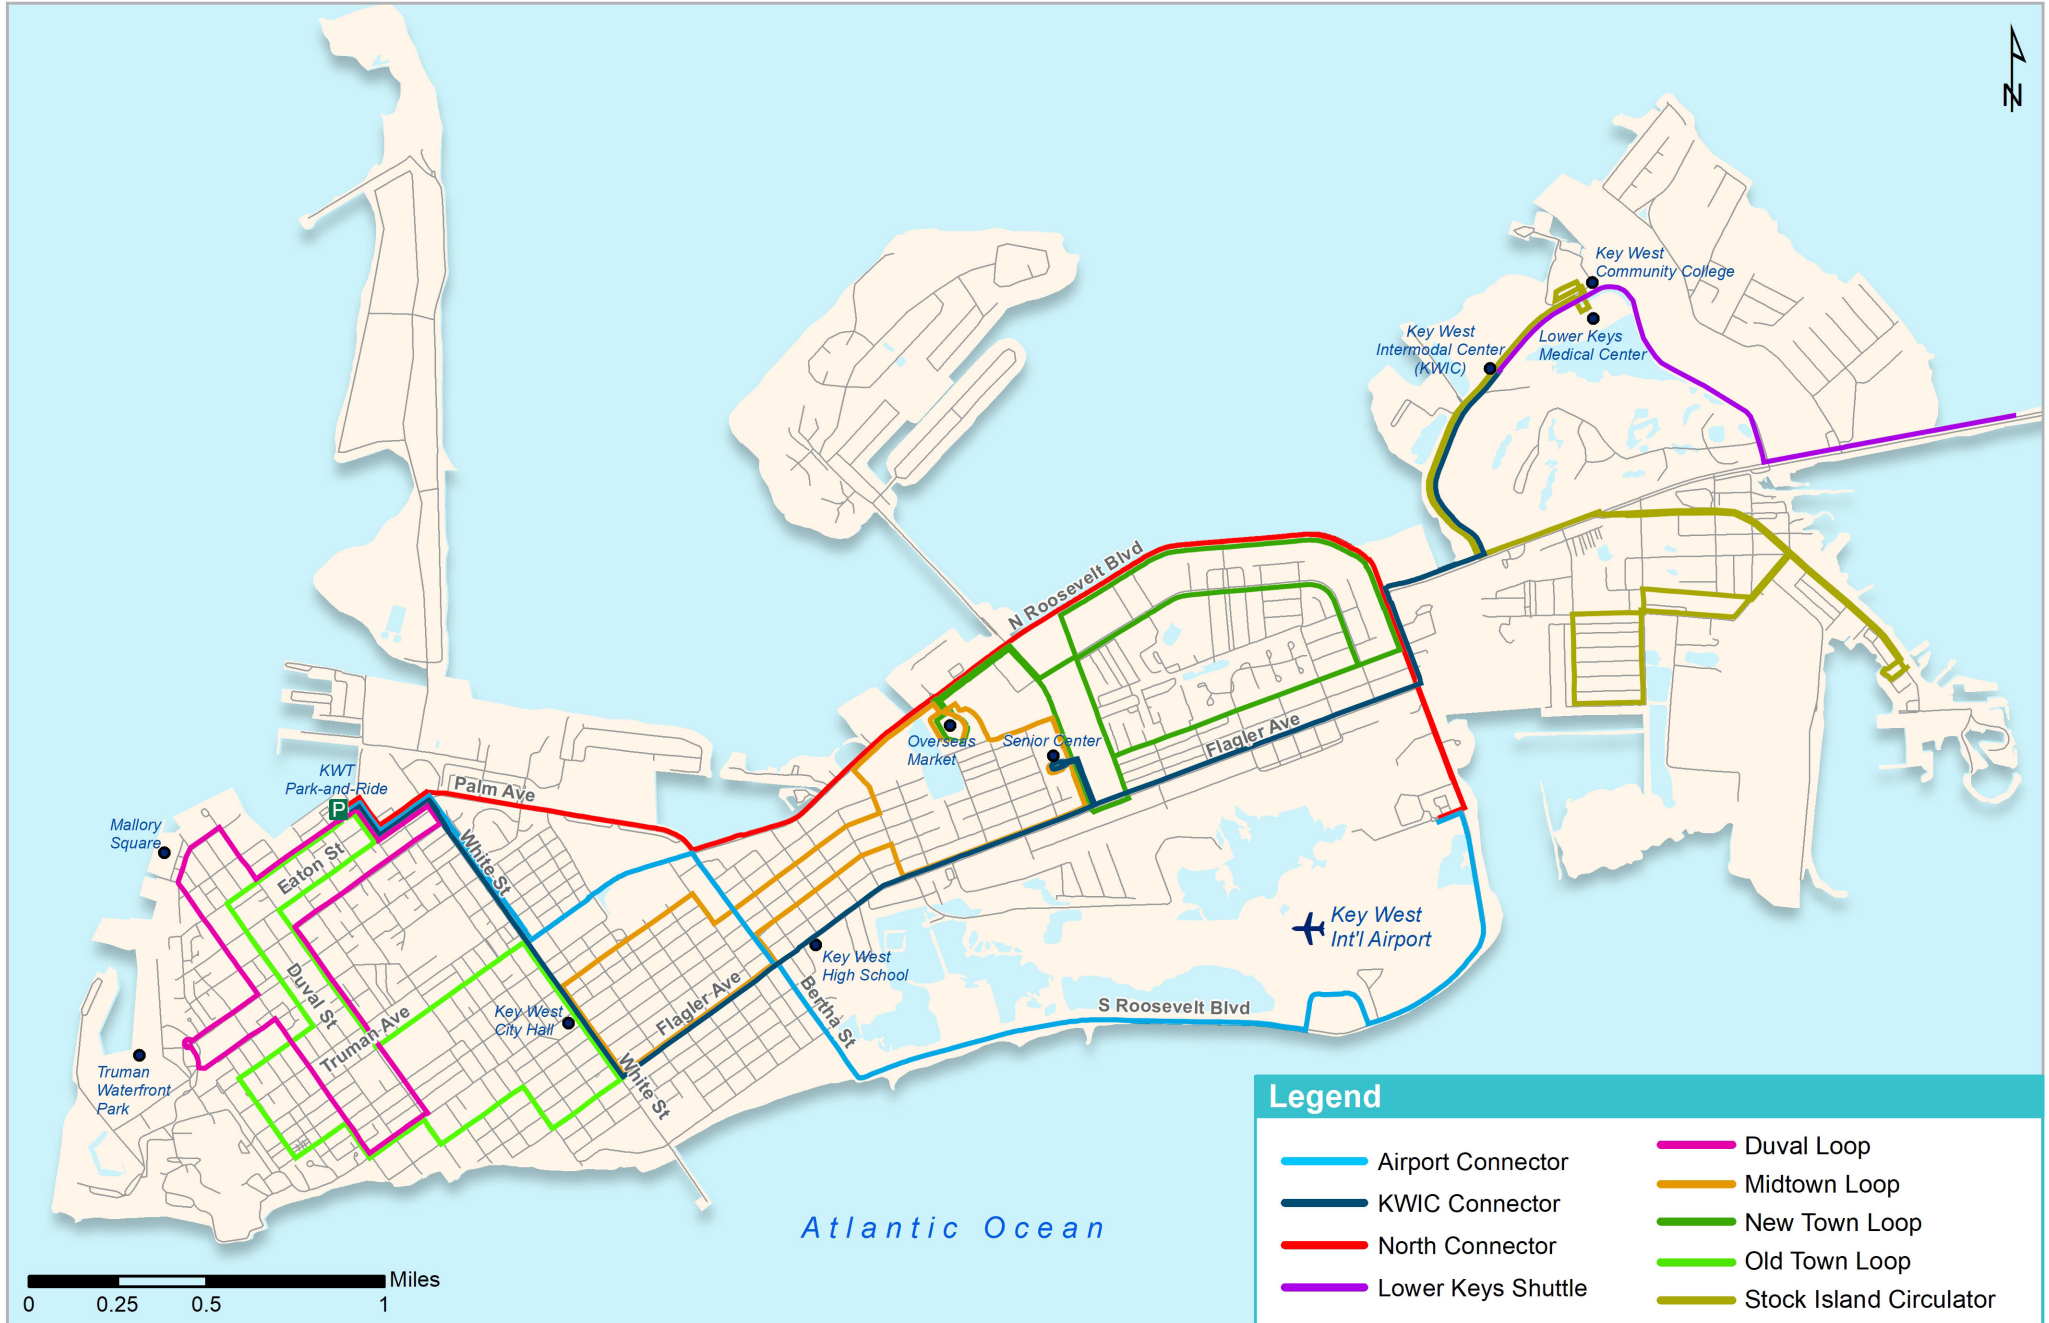 N
Key West
Community College
Key West
Intermodal Center
(KWIC)
Lower Keys
Medical Center
N Roosevelt Blvd
Overseas
Market
Senior Center
Flagler Ave
KWT
Park-and-Ride
P
Palm Ave
Mallory
Square
Eaton St
White St
Key West
Int'l Airport
Key West
High School
Duval St
Truman Ave
Key West
City Hall
Flagler Ave
Bertha St
S Roosevelt Blvd
White St
Truman
Waterfront
Park
Atlantic Ocean
Miles
0 0.25 0.5 1
Legend
Airport Connector
KWIC Connector
North Connector
Lower Keys Shuttle
Duval Loop
Midtown Loop
New Town Loop
Old Town Loop
Stock Island Circulator